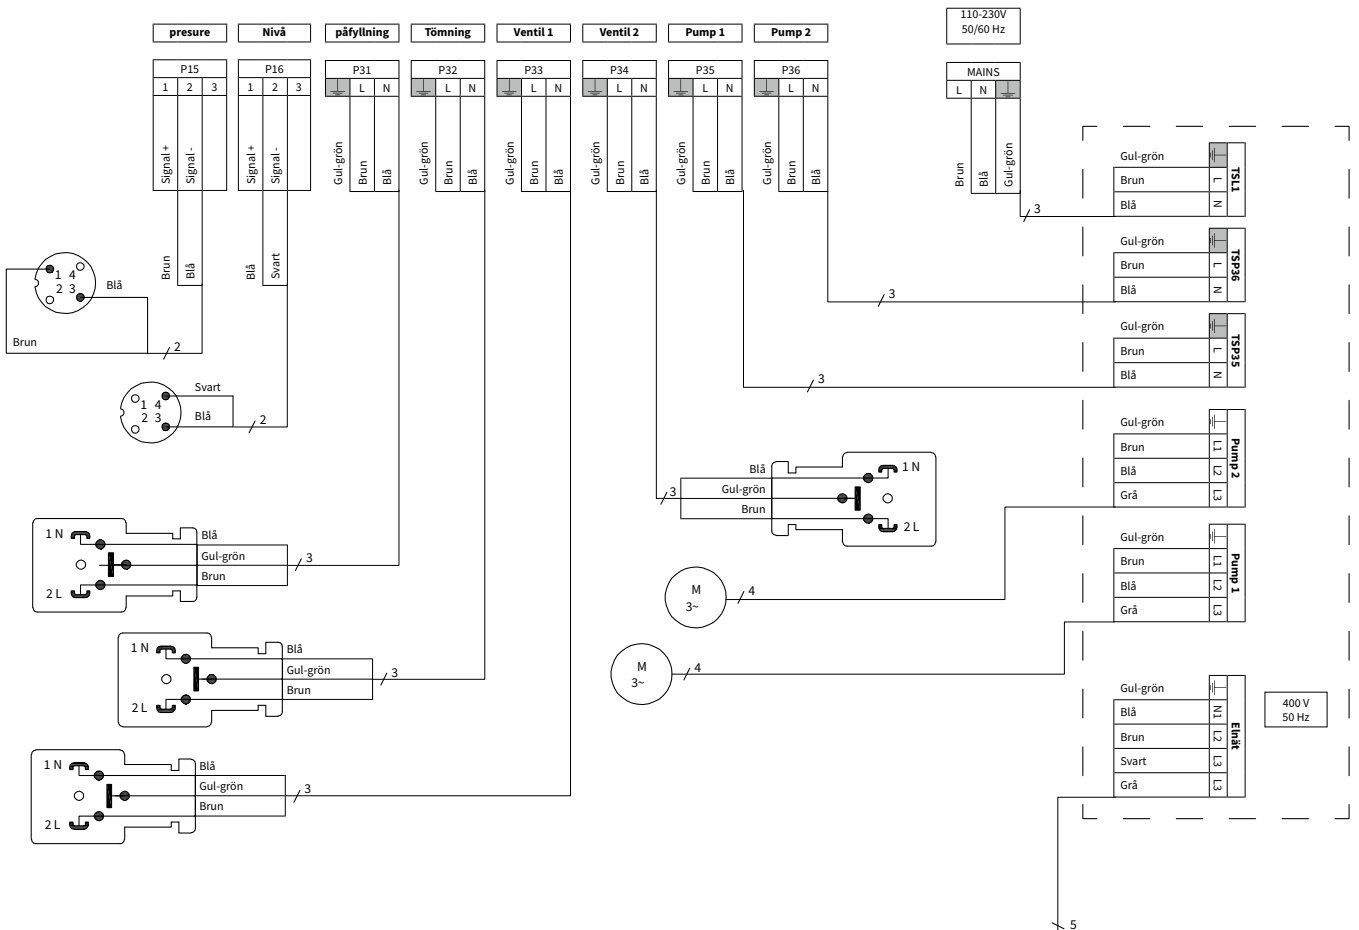 110-230V
50/60 Hz
presure Nivå påfyllning Tömning Ventil 1 Ventil 2 Pump 1 Pump 2
P15 P16 P31 P32 P33 P34 P35 P36 MAINS
1 2 3 1 2 3 L N L N L N L N L N L N L N
Signal + Signal - Signal + Signal - Gul-grön Brun Blå Gul-grön Brun Blå Gul-grön Brun Blå Gul-grön Brun Blå Gul-grön Brun Blå Gul-grön Brun Blå Brun Blå Gul-grön
3
Gul-grön
Brun L
Blå N
TSL1
Gul-grön
Brun L
Blå N
TSP36
3
Gul-grön
Brun L
Blå N
TSP35
3
Brun Blå Blå Svart
1 4
2 3
Blå
Brun
2
Svart
1 4
2 3
Blå
2
Gul-grön
Brun L1
Blå L2
Grå L3
Pump 2
Blå
Gul-grön
Brun
3
1 N
2 L
Gul-grön
Brun L1
Blå L2
Grå L3
Pump 1
1 N
2 L
Blå
Gul-grön
Brun
3
M
3~
4
1 N
2 L
Blå
Gul-grön
Brun
3
M
3~
4
Gul-grön
Blå N1
Brun L2
Svart L3
Grå L3
Elnät
400 V
50 Hz
1 N
2 L
Blå
Gul-grön
Brun
3
5